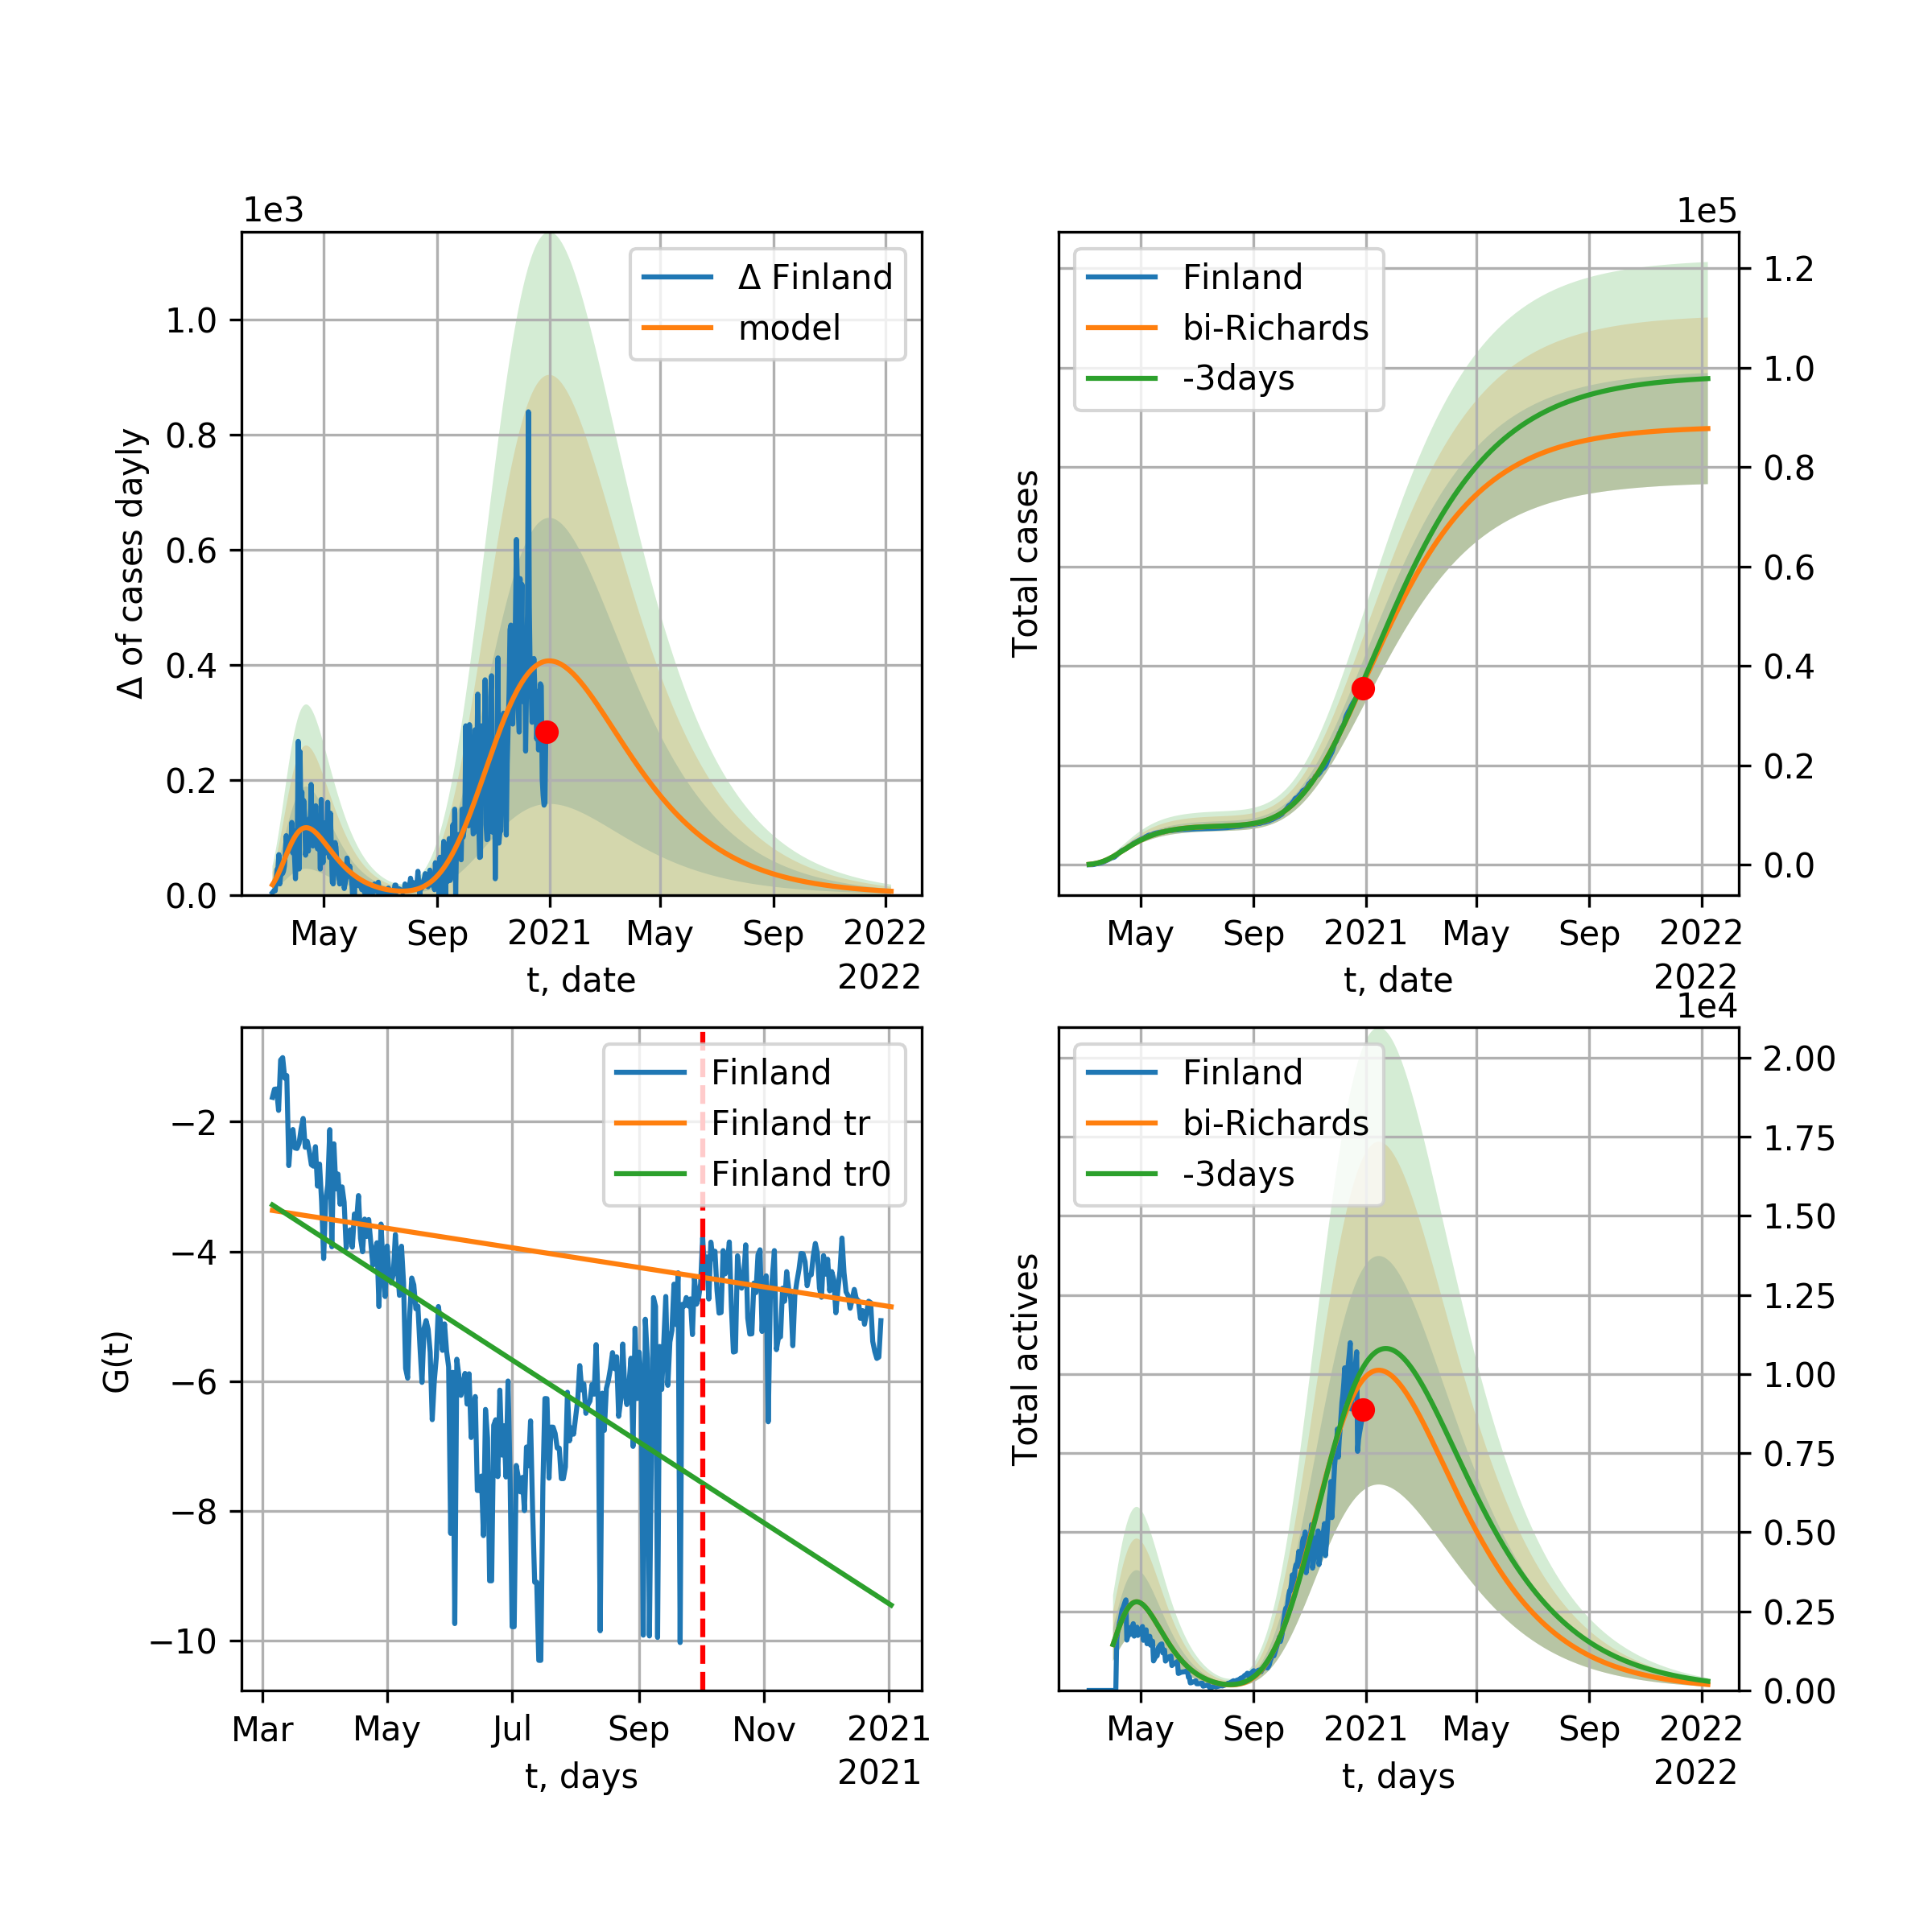 1e3
Δ of cases dayly
1.0
0.8
0.6
0.4
0.2
0.0
Δ Finland
model
May Sep 2021 May Sep 2022
t, date
2022
1e5
Total cases
Finland
bi-Richards
-3days
1.2
1.0
0.8
0.6
0.4
0.2
0.0
May Sep 2021 May Sep 2022
t, date
2022
G(t)
−2
−4
−6
−8
−10
Finland
Finland tr
Finland tr0
Mar May Jul Sep Nov 2021
t, days
2021
1e4
Total actives
Finland
bi-Richards
-3days
2.00
1.75
1.50
1.25
1.00
0.75
0.50
0.25
0.00
May Sep 2021 May Sep 2022
t, days
2022